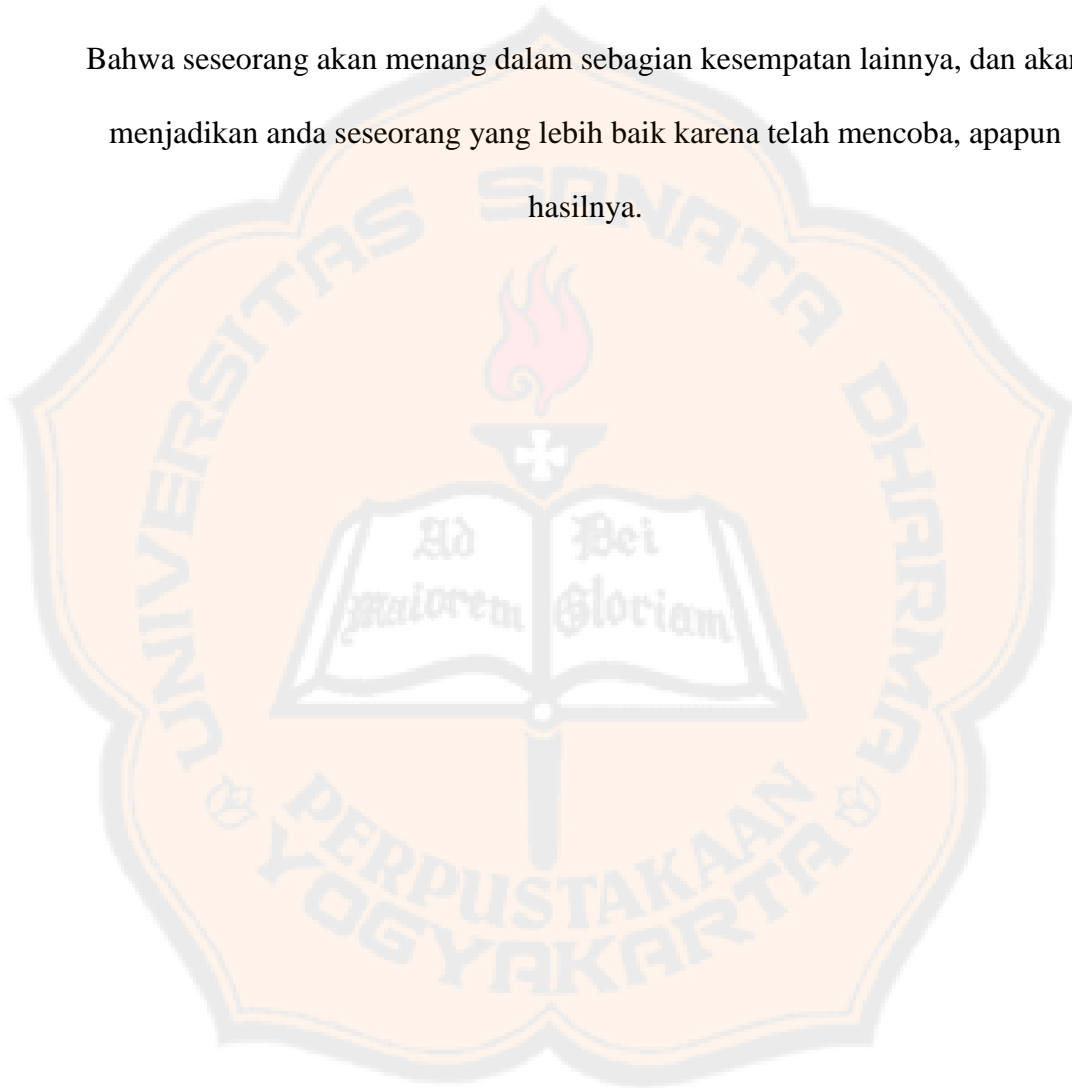 Bahwa seseorang akan menang dalam sebagian kesempatan lainnya, dan akan
menjadikan anda seseorang yang lebih baik karena telah mencoba, apapun
hasilnya.
UNIVERSITAS SANATA DHARMA
Ad Dei
maiorem Gloriam
PERPUSTAKAAN
YOGYAKARTA